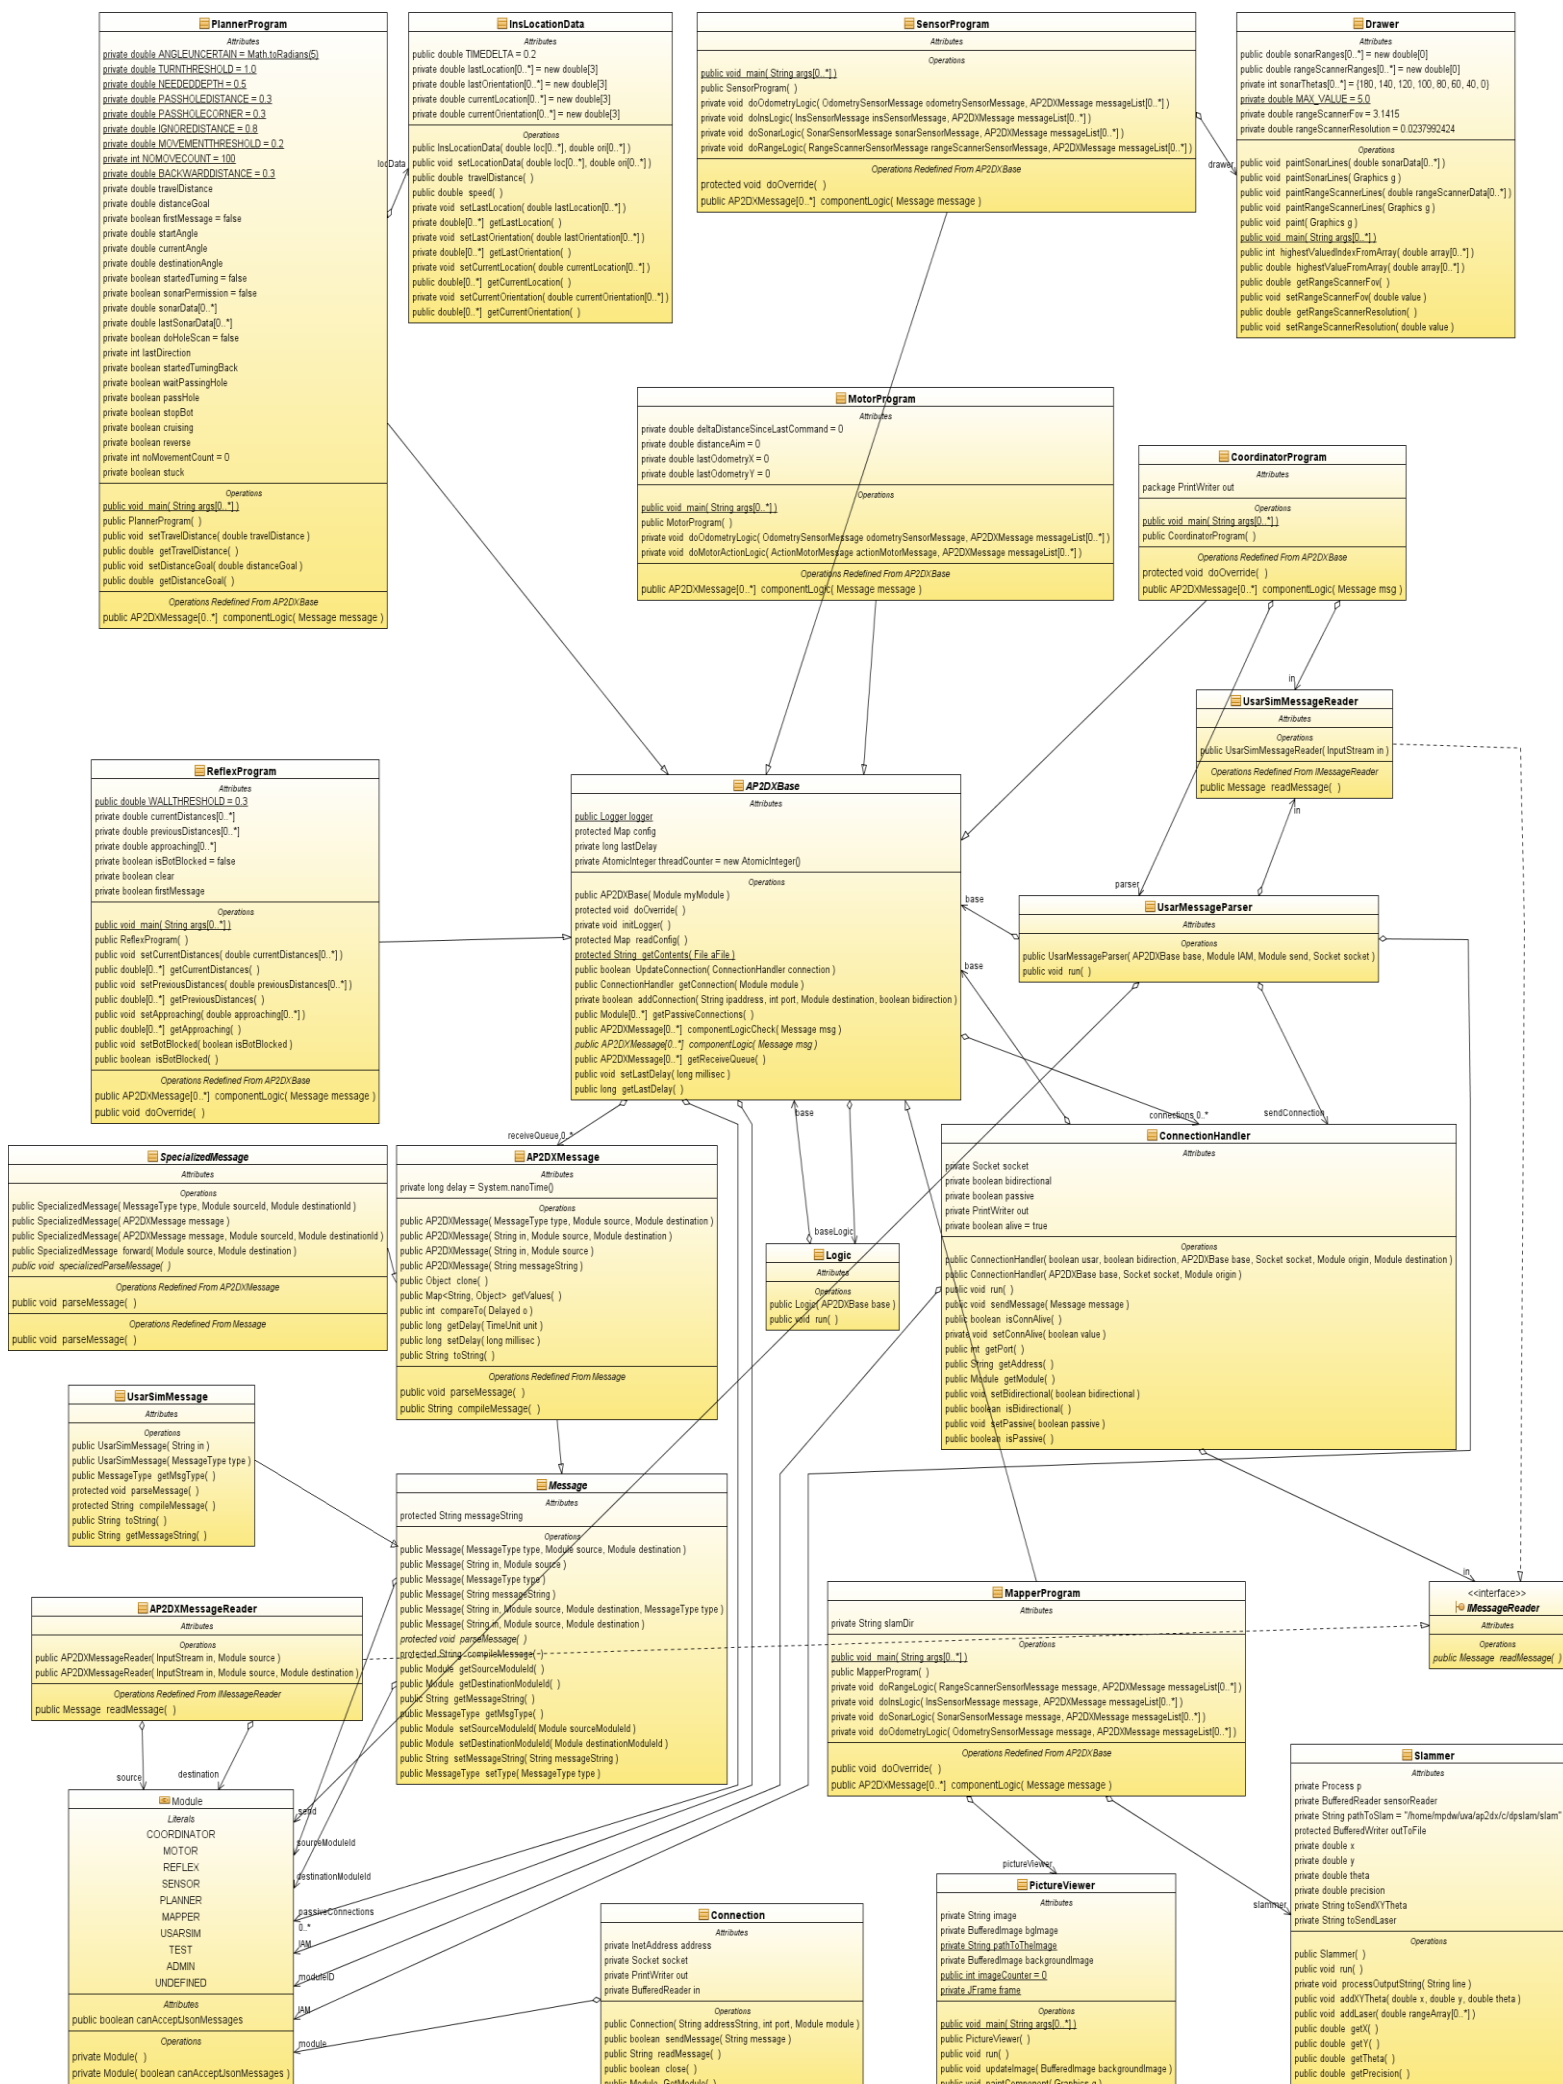 PlannerProgram
Attributes
private double ANGLEUNCERTAIN = Math.toRadians(5)
private double TURNTHRESHOLD = 1.0
private double NEEDEDDEPTH = 0.5
private double PASSHOLEDISTANCE = 0.3
private double PASSHOLECORNER = 0.3
private double IGNOREDISTANCE = 0.8
private double MOVEMENTTHRESHOLD = 0.2
private int NOMOVECOUNT = 100
private double BACKWARDDISTANCE = 0.3
private double travelDistance
private double distanceGoal
private boolean firstMessage = false
private double startAngle
private double currentAngle
private double destinationAngle
private boolean startedTurning = false
private boolean sonarPermission = false
private double sonarData[0..*]
private double lastSonarData[0..*]
private boolean doHoleScan = false
private int lastDirection
private boolean startedTurningBack
private boolean waitPassingHole
private boolean passHole
private boolean stopBot
private boolean cruising
private boolean reverse
private int noMovementCount = 0
private boolean stuck
Operations
public void main( String args[0..*] )
public PlannerProgram( )
public void setTravelDistance( double travelDistance )
public double getTravelDistance( )
public void setDistanceGoal( double distanceGoal )
public double getDistanceGoal( )
Operations Redefined From AP2DXBase
public AP2DXMessage[0..*] componentLogic( Message message )
locData
InsLocationData
Attributes
public double TIMEDELTA = 0.2
private double lastLocation[0..*] = new double[3]
private double lastOrientation[0..*] = new double[3]
private double currentLocation[0..*] = new double[3]
private double currentOrientation[0..*] = new double[3]
Operations
public InsLocationData( double loc[0..*], double ori[0..*] )
public void setLocationData( double loc[0..*], double ori[0..*] )
public double travelDistance( )
public double speed( )
private void setLastLocation( double lastLocation[0..*] )
private double[0..*] getLastLocation( )
private void setLastOrientation( double lastOrientation[0..*] )
private double[0..*] getLastOrientation( )
private void setCurrentLocation( double currentLocation[0..*] )
public double[0..*] getCurrentLocation( )
private void setCurrentOrientation( double currentOrientation[0..*] )
public double[0..*] getCurrentOrientation( )
SensorProgram
Attributes
Operations
public void main( String args[0..*] )
public SensorProgram( )
private void doOdometryLogic( OdometrySensorMessage odometrySensorMessage, AP2DXMessage messageList[0..*] )
private void doInsLogic( InsSensorMessage insSensorMessage, AP2DXMessage messageList[0..*] )
private void doSonarLogic( SonarSensorMessage sonarSensorMessage, AP2DXMessage messageList[0..*] )
private void doRangeLogic( RangeScannerSensorMessage rangeScannerSensorMessage, AP2DXMessage messageList[0..*] )
Operations Redefined From AP2DXBase
protected void doOverride( )
public AP2DXMessage[0..*] componentLogic( Message message )
drawer
Drawer
Attributes
public double sonarRanges[0..*] = new double[0]
public double rangeScannerRanges[0..*] = new double[0]
private int sonarThetas[0..*] = {180, 140, 120, 100, 80, 60, 40, 0}
private double MAX_VALUE = 5.0
private double rangeScannerFov = 3.1415
private double rangeScannerResolution = 0.0237992424
Operations
public void paintSonarLines( double sonarData[0..*] )
public void paintSonarLines( Graphics g )
public void paintRangeScannerLines( double rangeScannerData[0..*] )
public void paintRangeScannerLines( Graphics g )
public void paint( Graphics g )
public void main( String args[0..*] )
public int highestValuedIndexFromArray( double array[0..*] )
public double highestValueFromArray( double array[0..*] )
public double getRangeScannerFov( )
public void setRangeScannerFov( double value )
public double getRangeScannerResolution( )
public void setRangeScannerResolution( double value )
MotorProgram
Attributes
private double deltaDistanceSinceLastCommand = 0
private double distanceAim = 0
private double lastOdometryX = 0
private double lastOdometryY = 0
Operations
public void main( String args[0..*] )
public MotorProgram( )
private void doOdometryLogic( OdometrySensorMessage odometrySensorMessage, AP2DXMessage messageList[0..*] )
private void doMotorActionLogic( ActionMotorMessage actionMotorMessage, AP2DXMessage messageList[0..*] )
Operations Redefined From AP2DXBase
public AP2DXMessage[0..*] componentLogic( Message message )
CoordinatorProgram
Attributes
package PrintWriter out
Operations
public void main( String args[0..*] )
public CoordinatorProgram( )
Operations Redefined From AP2DXBase
protected void doOverride( )
public AP2DXMessage[0..*] componentLogic( Message msg )
in
UsarSimMessageReader
Attributes
Operations
public UsarSimMessageReader( InputStream in )
Operations Redefined From IMessageReader
public Message readMessage( )
in
ReflexProgram
Attributes
public double WALLTHRESHOLD = 0.3
private double currentDistances[0..*]
private double previousDistances[0..*]
private double approaching[0..*]
private boolean isBotBlocked = false
private boolean clear
private boolean firstMessage
Operations
public void main( String args[0..*] )
public ReflexProgram( )
public void setCurrentDistances( double currentDistances[0..*] )
public double[0..*] getCurrentDistances( )
public void setPreviousDistances( double previousDistances[0..*] )
public double[0..*] getPreviousDistances( )
public void setApproaching( double approaching[0..*] )
public double[0..*] getApproaching( )
public void setBotBlocked( boolean isBotBlocked )
public boolean isBotBlocked( )
Operations Redefined From AP2DXBase
public AP2DXMessage[0..*] componentLogic( Message message )
public void doOverride( )
AP2DXBase
Attributes
public Logger logger
protected Map config
private long lastDelay
private AtomicInteger threadCounter = new AtomicInteger()
Operations
public AP2DXBase( Module myModule )
protected void doOverride( )
private void initLogger( )
protected Map readConfig( )
protected String getContents( File aFile )
public boolean UpdateConnection( ConnectionHandler connection )
public ConnectionHandler getConnection( Module module )
private boolean addConnection( String ipaddress, int port, Module destination, boolean bidirection )
public Module[0..*] getPassiveConnections( )
public AP2DXMessage[0..*] componentLogicCheck( Message msg )
public AP2DXMessage[0..*] componentLogic( Message msg )
public AP2DXMessage[0..*] getReceiveQueue( )
public void setLastDelay( long millisec )
public long getLastDelay( )
parser
base
base
UsarMessageParser
Attributes
Operations
public UsarMessageParser( AP2DXBase base, Module IAM, Module send, Socket socket )
public void run( )
receiveQueue 0..*
base
baseLogic
connections 0..*
sendConnection
SpecializedMessage
Attributes
Operations
public SpecializedMessage( MessageType type, Module sourceId, Module destinationId )
public SpecializedMessage( AP2DXMessage message )
public SpecializedMessage( AP2DXMessage message, Module sourceId, Module destinationId )
public SpecializedMessage forward( Module source, Module destination )
public void specializedParseMessage( )
Operations Redefined From AP2DXMessage
public void parseMessage( )
Operations Redefined From Message
public void parseMessage( )
AP2DXMessage
Attributes
private long delay = System.nanoTime()
Operations
public AP2DXMessage( MessageType type, Module source, Module destination )
public AP2DXMessage( String in, Module source, Module destination )
public AP2DXMessage( String in, Module source )
public AP2DXMessage( String messageString )
public Object clone( )
public Map<String, Object> getValues( )
public int compareTo( Delayed o )
public long getDelay( TimeUnit unit )
public long setDelay( long millisec )
public String toString( )
Operations Redefined From Message
public void parseMessage( )
public String compileMessage( )
Logic
Attributes
Operations
public Logic( AP2DXBase base )
public void run( )
ConnectionHandler
Attributes
private Socket socket
private boolean bidirectional
private boolean passive
private PrintWriter out
private boolean alive = true
Operations
public ConnectionHandler( boolean usar, boolean bidirection, AP2DXBase base, Socket socket, Module origin, Module destination )
public ConnectionHandler( AP2DXBase base, Socket socket, Module origin )
public void run( )
public void sendMessage( Message message )
public boolean isConnAlive( )
private void setConnAlive( boolean value )
public int getPort( )
public String getAddress( )
public Module getModule( )
public void setBidirectional( boolean bidirectional )
public boolean isBidirectional( )
public void setPassive( boolean passive )
public boolean isPassive( )
UsarSimMessage
Attributes
Operations
public UsarSimMessage( String in )
public UsarSimMessage( MessageType type )
public MessageType getMsgType( )
protected void parseMessage( )
protected String compileMessage( )
public String toString( )
public String getMessageString( )
Message
Attributes
protected String messageString
Operations
public Message( MessageType type, Module source, Module destination )
public Message( String in, Module source )
public Message( MessageType type )
public Message( String messageString )
public Message( String in, Module source, Module destination, MessageType type )
public Message( String in, Module source, Module destination )
protected void parseMessage( )
protected String compileMessage( )
public Module getSourceModuleId( )
public Module getDestinationModuleId( )
public String getMessageString( )
public MessageType getMsgType( )
public Module setSourceModuleId( Module sourceModuleId )
public Module setDestinationModuleId( Module destinationModuleId )
public String setMessageString( String messageString )
public MessageType setType( MessageType type )
AP2DXMessageReader
Attributes
Operations
public AP2DXMessageReader( InputStream in, Module source )
public AP2DXMessageReader( InputStream in, Module source, Module destination )
Operations Redefined From IMessageReader
public Message readMessage( )
source
destination
MapperProgram
Attributes
private String slamDir
Operations
public void main( String args[0..*] )
public MapperProgram( )
private void doRangeLogic( RangeScannerSensorMessage message, AP2DXMessage messageList[0..*] )
private void doInsLogic( InsSensorMessage message, AP2DXMessage messageList[0..*] )
private void doSonarLogic( SonarSensorMessage message, AP2DXMessage messageList[0..*] )
private void doOdometryLogic( OdometrySensorMessage message, AP2DXMessage messageList[0..*] )
Operations Redefined From AP2DXBase
public void doOverride( )
public AP2DXMessage[0..*] componentLogic( Message message )
in
<<interface>>
IMessageReader
Attributes
Operations
public Message readMessage( )
Module
Literals
COORDINATOR
MOTOR
REFLEX
SENSOR
PLANNER
MAPPER
USARSIM
TEST
ADMIN
UNDEFINED
Attributes
public boolean canAcceptJsonMessages
Operations
private Module( )
private Module( boolean canAcceptJsonMessages )
send
sourceModuleId
destinationModuleId
passiveConnections
0..*
IAM
moduleID
IAM
module
Connection
Attributes
private InetAddress address
private Socket socket
private PrintWriter out
private BufferedReader in
Operations
public Connection( String addressString, int port, Module module )
public boolean sendMessage( String message )
public String readMessage( )
public boolean close( )
public Module GetModule( )
pictureViewer
PictureViewer
Attributes
private String image
private BufferedImage bgImage
private String pathToTheImage
private BufferedImage backgroundImage
public int imageCounter = 0
private JFrame frame
Operations
public void main( String args[0..*] )
public PictureViewer( )
public void run( )
public void updateImage( BufferedImage backgroundImage )
public void paintComponent( Graphics g )
slammer
Slammer
Attributes
private Process p
private BufferedReader sensorReader
private String pathToSlam = "/home/mpdw/uva/ap2dx/c/dpslam/slam"
protected BufferedWriter outToFile
private double x
private double y
private double theta
private double precision
private String toSendXYTheta
private String toSendLaser
Operations
public Slammer( )
public void run( )
private void processOutputString( String line )
public void addXYTheta( double x, double y, double theta )
public void addLaser( double rangeArray[0..*] )
public double getX( )
public double getY( )
public double getTheta( )
public double getPrecision( )